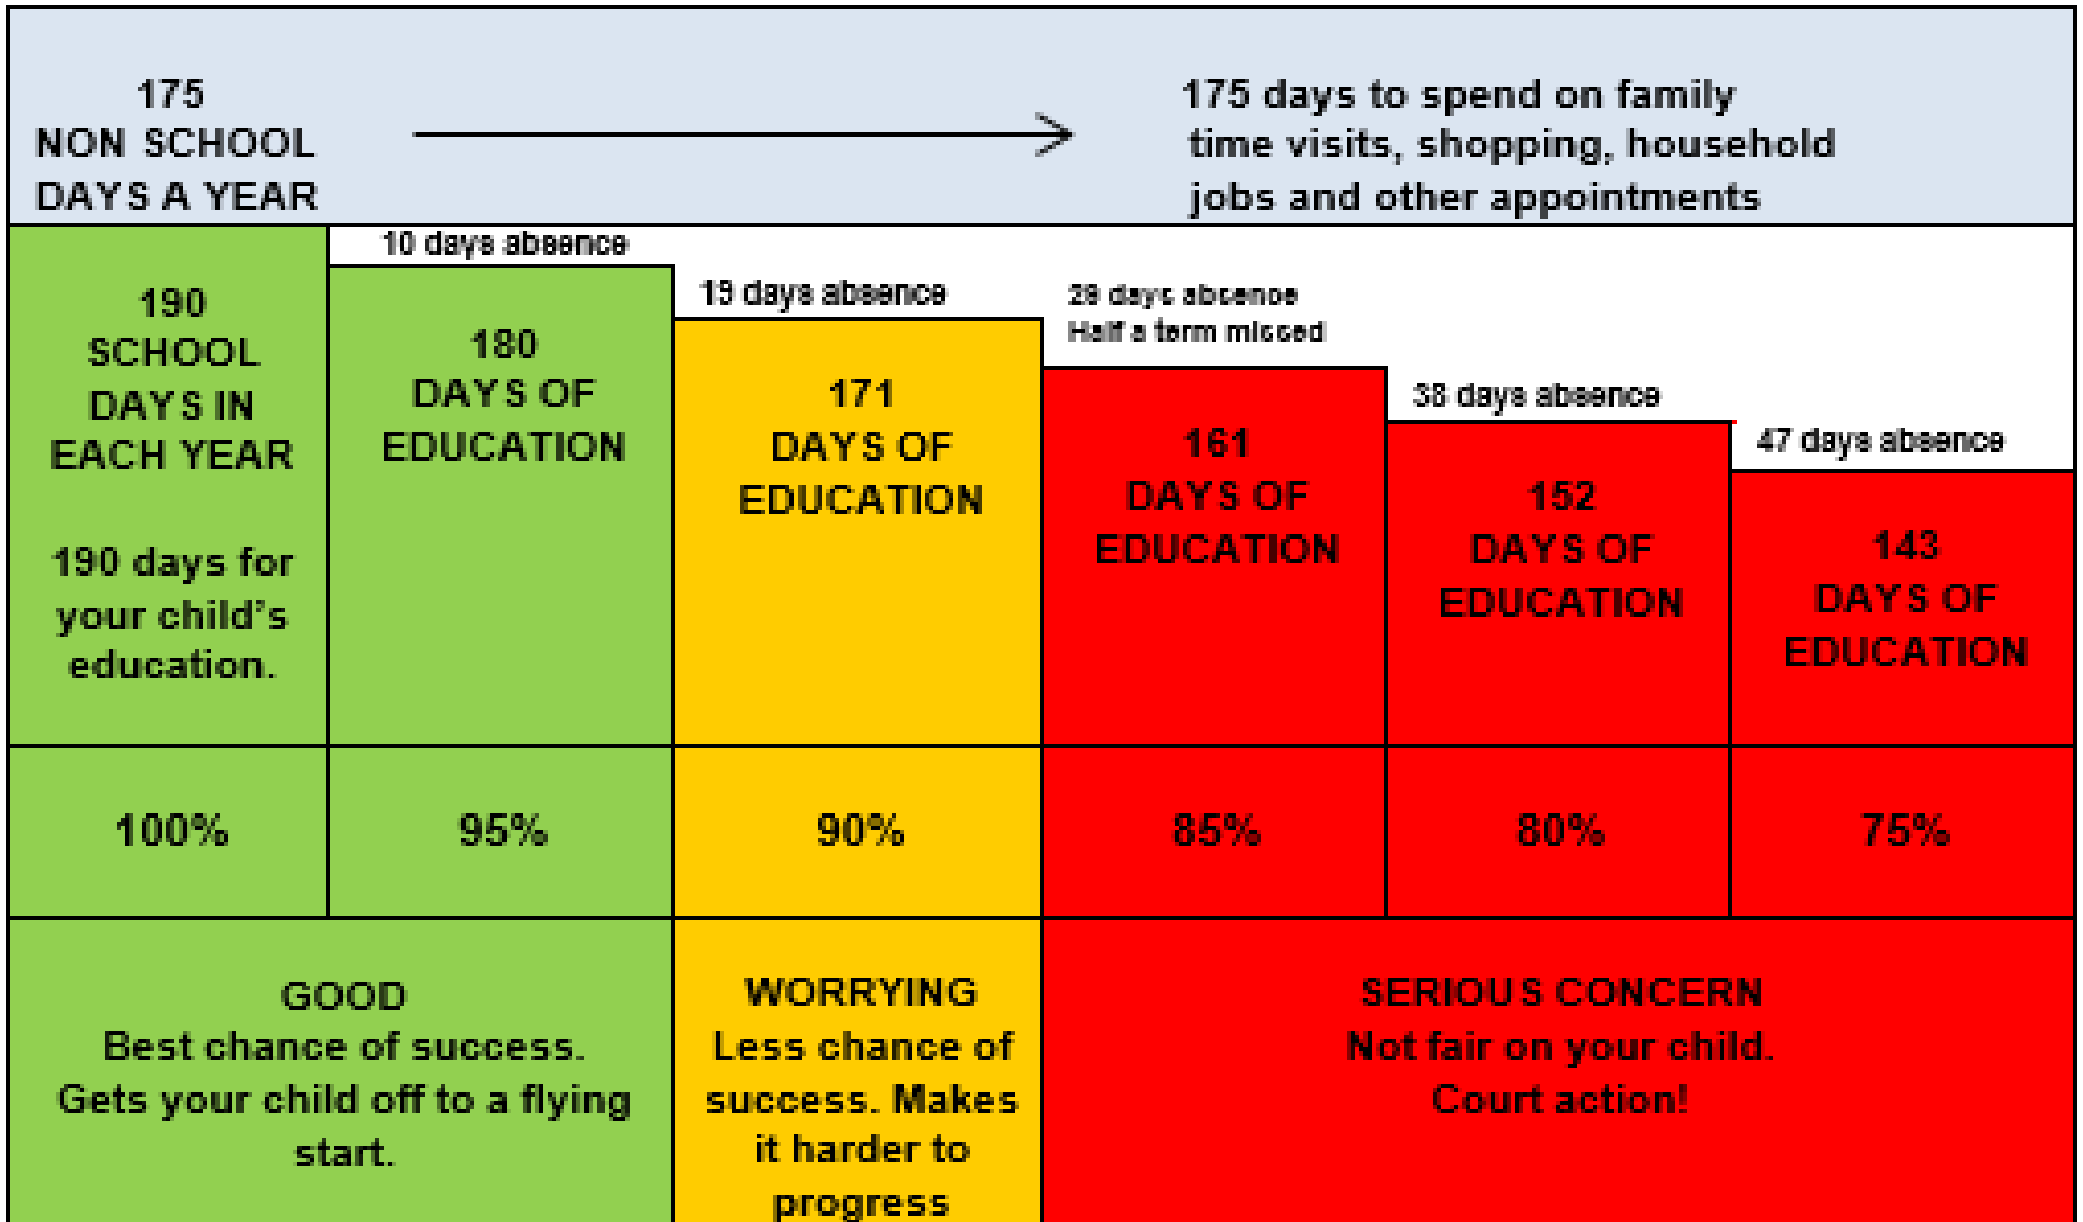 175
NON SCHOOL
DAYS A YEAR
175 days to spend on family
time visits, shopping, household
jobs and other appointments
190
SCHOOL
DAYS IN
EACH YEAR
190 days for
your child's
education.
10 days absence
180
DAYS OF
EDUCATION
19 days absence
171
DAYS OF
EDUCATION
29 days absence
Half a term missed
161
DAYS OF
EDUCATION
38 days absence
152
DAYS OF
EDUCATION
47 days absence
143
DAYS OF
EDUCATION
100%
95%
90%
85%
80%
75%
GOOD
Best chance of success.
Gets your child off to a flying
start.
WORRYING
Less chance of
success. Makes
it harder to
progress
SERIOUS CONCERN
Not fair on your child.
Court action!